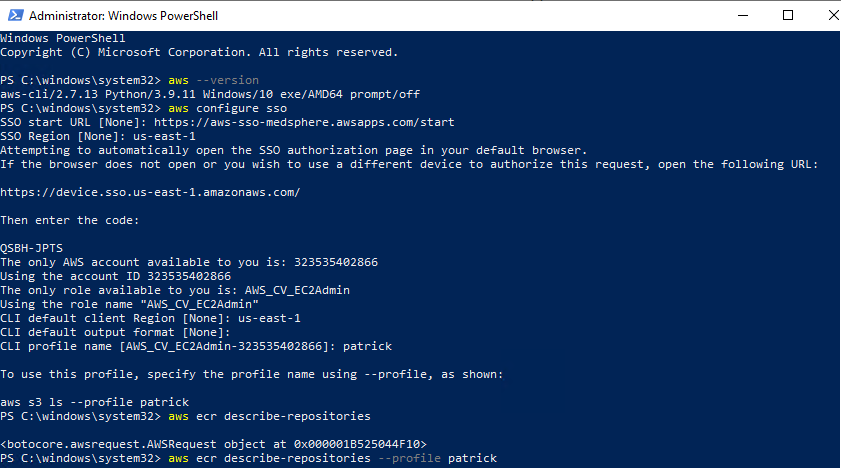 Administrator: Windows PowerShell
Windows PowerShell
Copyright (C) Microsoft Corporation. All rights reserved.
PS C:\windows\system32> aws --version
aws-cli/2.7.13 Python/3.9.11 Windows/10 exe/AMD64 prompt/off
PS C:\windows\system32> aws configure sso
SSO start URL [None]: https://aws-sso-medsphere.awsapps.com/start
SSO Region [None]: us-east-1
Attempting to automatically open the SSO authorization page in your default browser.
If the browser does not open or you wish to use a different device to authorize this request, open the following URL:
https://device.sso.us-east-1.amazonaws.com/
Then enter the code:
QSBH-JPTS
The only AWS account available to you is: 323535402866
Using the account ID 323535402866
The only role available to you is: AWS_CV_EC2Admin
Using the role name "AWS_CV_EC2Admin"
CLI default client Region [None]: us-east-1
CLI default output format [None]:
CLI profile name [AWS_CV_EC2Admin-323535402866]: patrick
To use this profile, specify the profile name using --profile, as shown:
aws s3 ls --profile patrick
PS C:\windows\system32> aws ecr describe-repositories
<botocore.awsrequest.AWSRequest object at 0x000001B525044F10>
PS C:\windows\system32> aws ecr describe-repositories --profile patrick